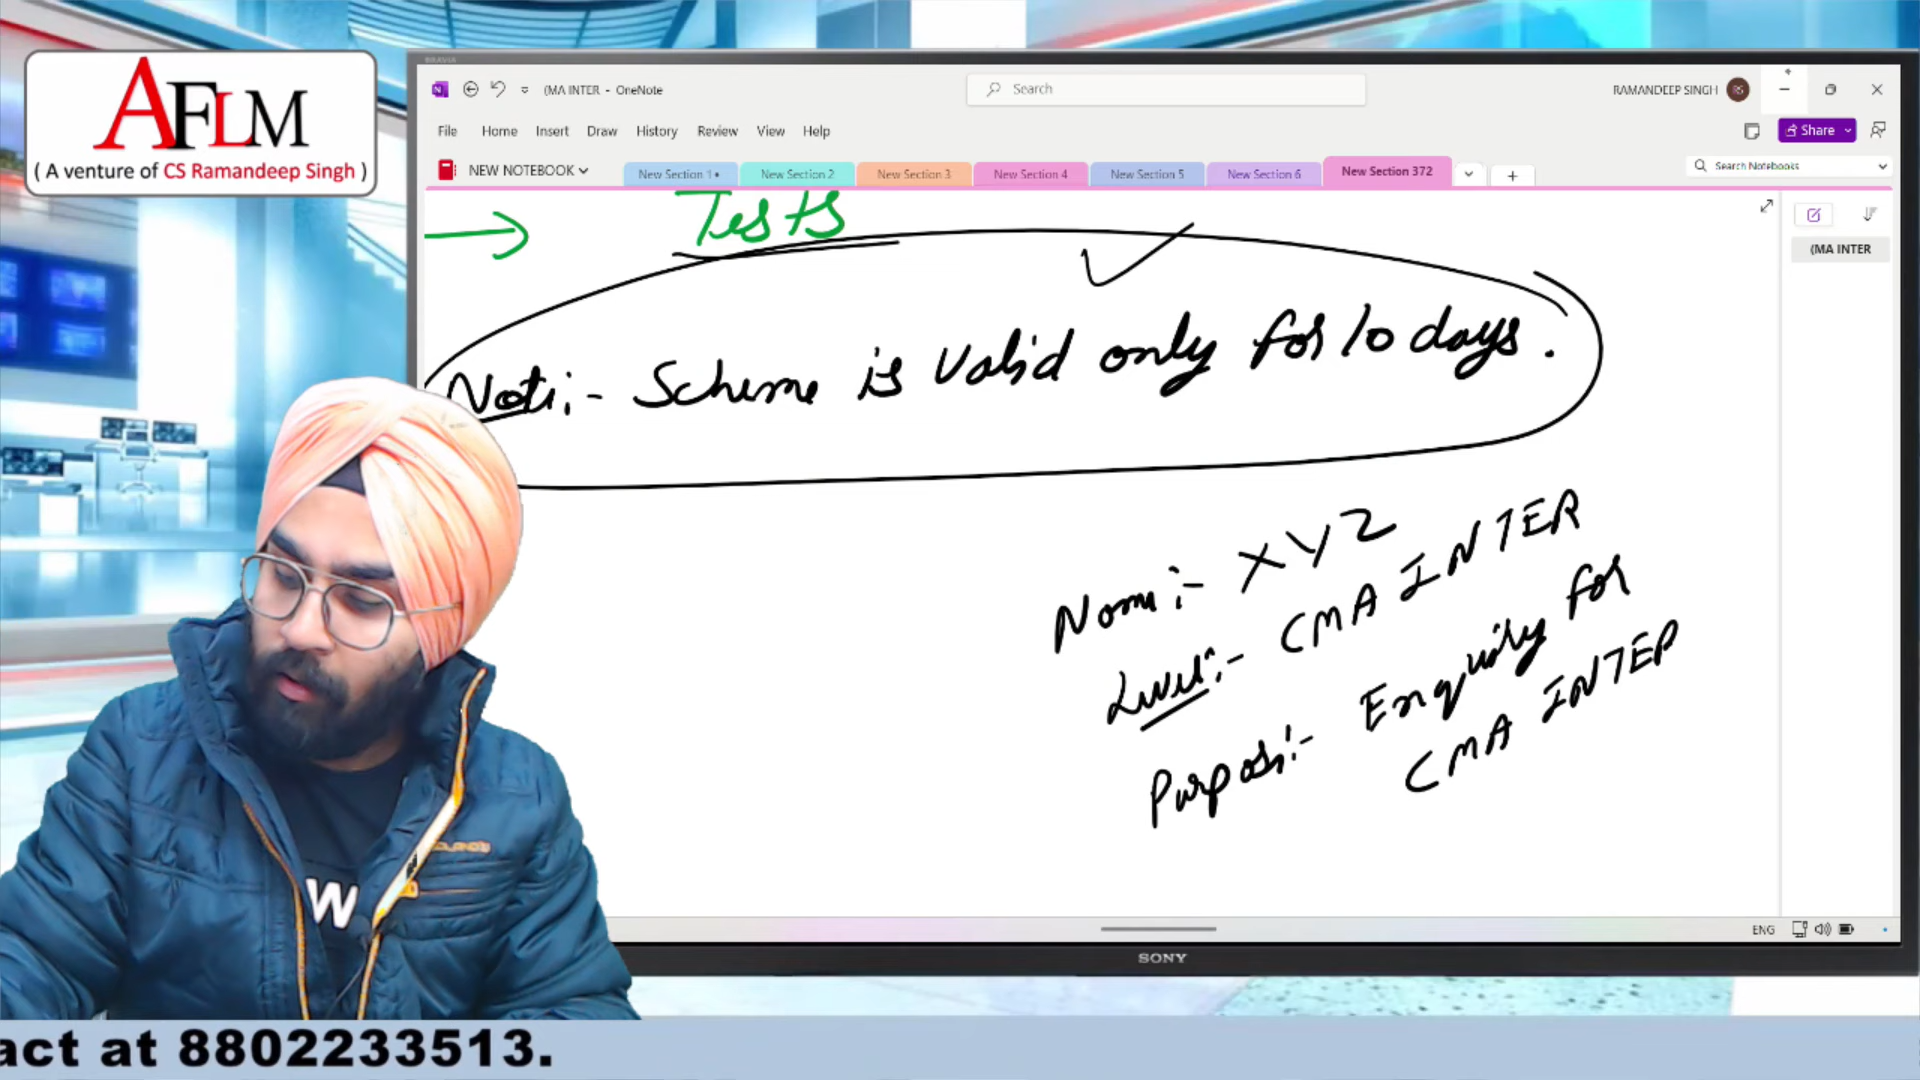 AFLM
( A venture of CS Ramandeep Singh )
(MA INTER - OneNote
Search
RAMANDEEP SINGH
RS
File Home Insert Draw History Review View Help
Share
NEW NOTEBOOK
New Section 1
New Section 2
New Section 3
New Section 4
New Section 5
New Section 6
New Section 372
Search Notebooks
(MA INTER
Tests
Note:- Scheme is valid only for 10 days.
Name:- XYZ
Level:- CMA INTER
Purpose:- Enquiry for
CMA INTER
W
ENG
SONY
act at 8802233513.